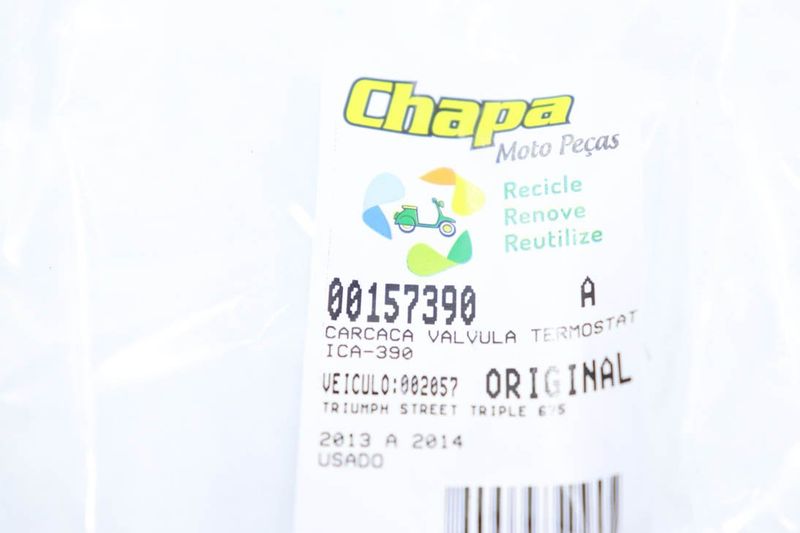 Chapa
Moto Peças
Recicle
Renove
Reutilize
00157390 A
CARCACA VALVULA TERMOSTAT
ICA-390
VEICULO:002057 ORIGINAL
TRIUMPH STREET TRIPLE 675
2013 A 2014
USADO